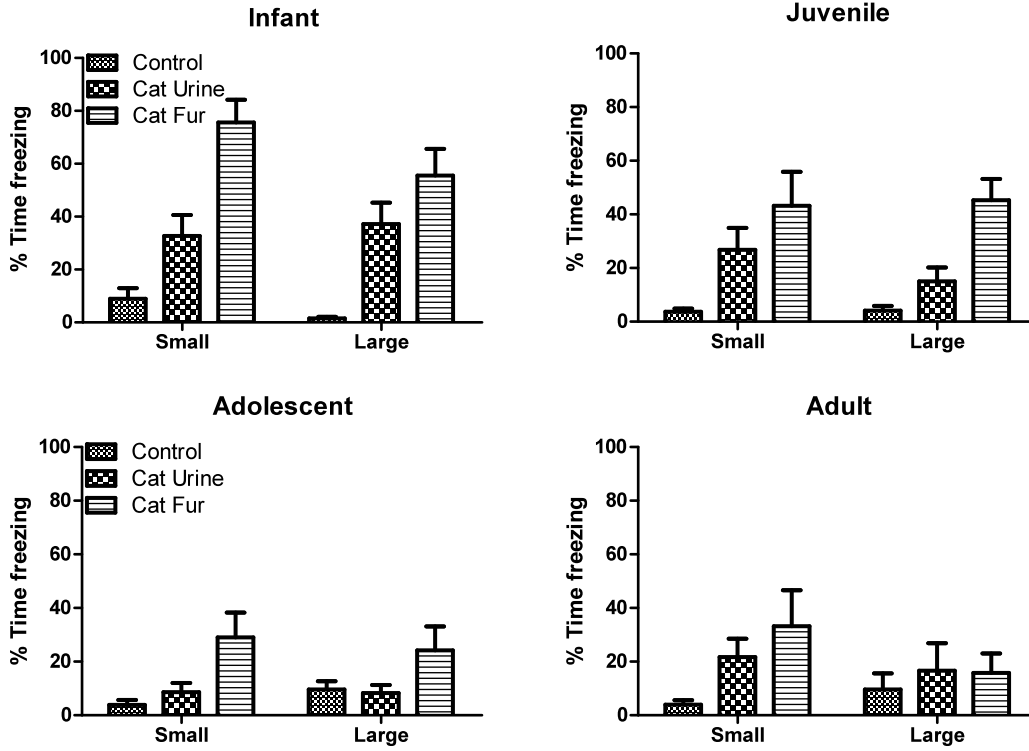 Infant
% Time freezing
100
80
60
40
20
0
Control
Cat Urine
Cat Fur
Small
Large
Juvenile
% Time freezing
100
80
60
40
20
0
Small
Large
Adolescent
% Time freezing
100
80
60
40
20
0
Control
Cat Urine
Cat Fur
Small
Large
Adult
% Time freezing
100
80
60
40
20
0
Small
Large